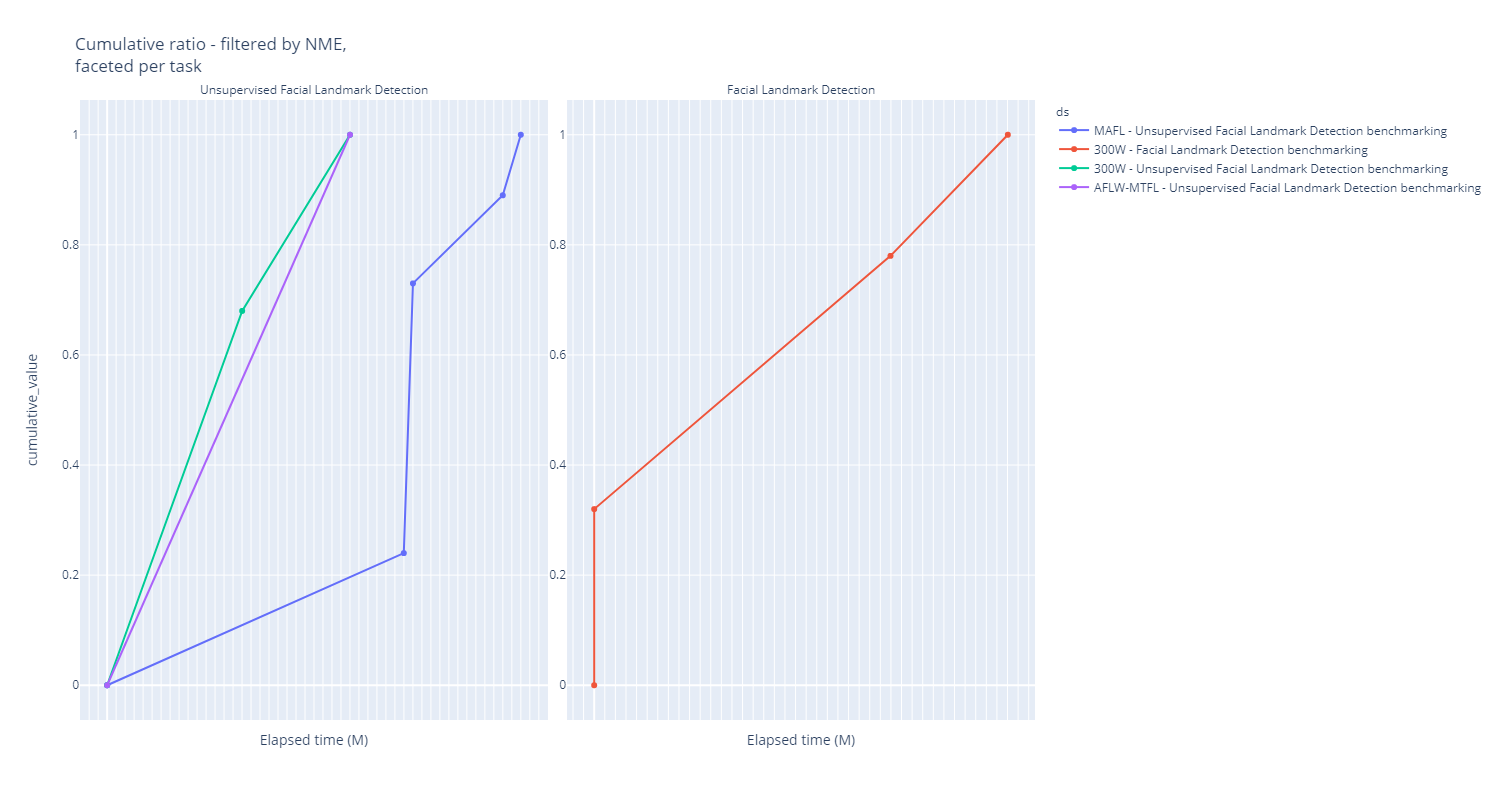 Cumulative ratio - filtered by NME,
faceted per task
Unsupervised Facial Landmark Detection
Facial Landmark Detection
ds
MAFL - Unsupervised Facial Landmark Detection benchmarking
300W - Facial Landmark Detection benchmarking
300W - Unsupervised Facial Landmark Detection benchmarking
AFLW-MTFL - Unsupervised Facial Landmark Detection benchmarking
cumulative_value
1
0.8
0.6
0.4
0.2
0
1
0.8
0.6
0.4
0.2
0
Elapsed time (M)
Elapsed time (M)